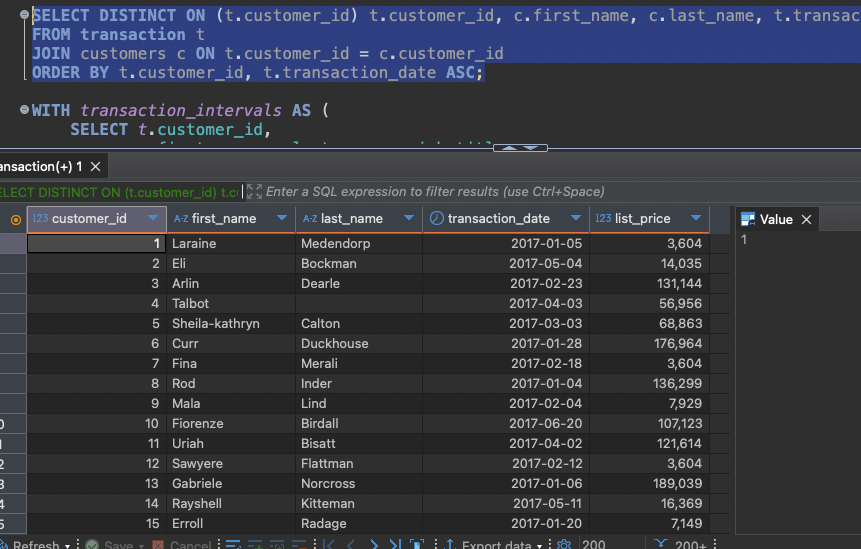 SELECT DISTINCT ON (t.customer_id) t.customer_id, c.first_name, c.last_name, t.transac
FROM transaction t
JOIN customers c ON t.customer_id = c.customer_id
ORDER BY t.customer_id, t.transaction_date ASC;
WITH transaction_intervals AS (
SELECT t.customer_id,
ansaction(+) 1 ×
ELECT DISTINCT ON (t.customer_id) t.cu Enter a SQL expression to filter results (use Ctrl+Space)
123 customer_id A-Z first_name A-Z last_name transaction_date 123 list_price Value ×
1 Laraine Medendorp 2017-01-05 3,604 1
2 Eli Bockman 2017-05-04 14,035
3 Arlin Dearle 2017-02-23 131,144
4 Talbot 2017-04-03 56,956
5 Sheila-kathryn Calton 2017-03-03 68,863
6 Curr Duckhouse 2017-01-28 176,964
7 Fina Merali 2017-02-18 3,604
8 Rod Inder 2017-01-04 136,299
9 Mala Lind 2017-02-04 7,929
0 10 Fiorenze Birdall 2017-06-20 107,123
1 11 Uriah Bisatt 2017-04-02 121,614
2 12 Sawyere Flattman 2017-02-12 3,604
3 13 Gabriele Norcross 2017-01-06 189,039
4 14 Rayshell Kitteman 2017-05-11 16,369
5 15 Erroll Radage 2017-01-20 7,149
Refresh Save Cancel Export data 200 200+